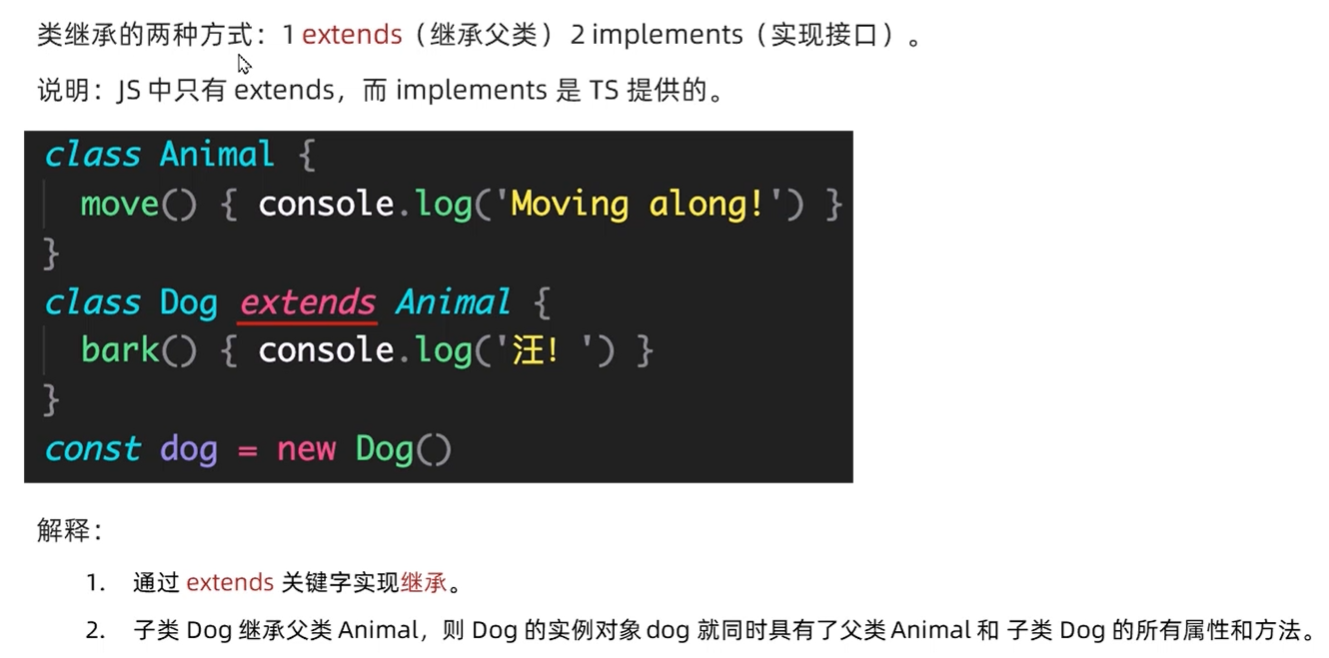 类继承的两种方式：1 extends（继承父类）2 implements（实现接口）。
说明：JS 中只有 extends，而 implements 是 TS 提供的。
class Animal {
  move() { console.log('Moving along!') }
}
class Dog extends Animal {
  bark() { console.log('汪！') }
}
const dog = new Dog()
解释：
1. 通过 extends 关键字实现继承。
2. 子类 Dog 继承父类 Animal，则 Dog 的实例对象 dog 就同时具有了父类 Animal 和 子类 Dog 的所有属性和方法。